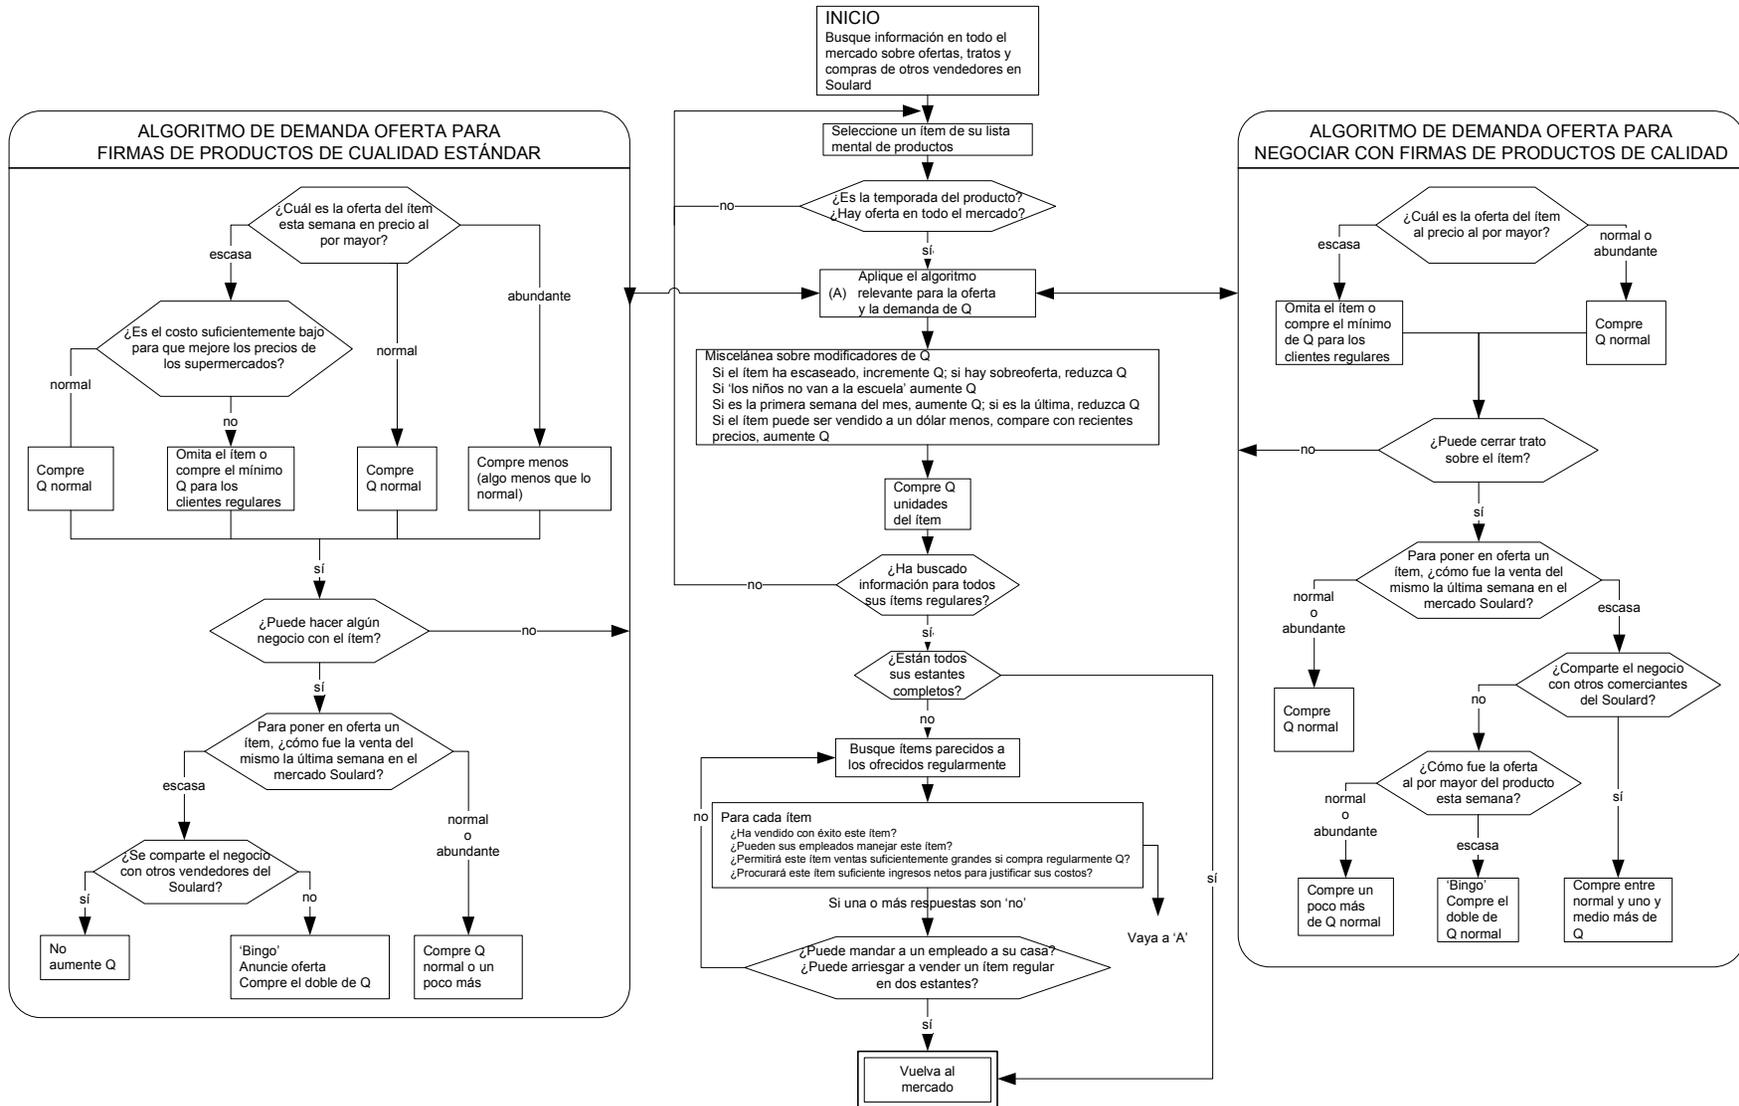 INICIO
Busque información en todo el
mercado sobre ofertas, tratos y
compras de otros vendedores en
Soulard
Seleccione un ítem de su lista
mental de productos
¿Es la temporada del producto?
¿Hay oferta en todo el mercado?
no
sí
(A) Aplique el algoritmo
relevante para la oferta
y la demanda de Q
Miscelánea sobre modificadores de Q
Si el ítem ha escaseado, incremente Q; si hay sobreoferta, reduzca Q
Si ‘los niños no van a la escuela’ aumente Q
Si es la primera semana del mes, aumente Q; si es la última, reduzca Q
Si el ítem puede ser vendido a un dólar menos, compare con recientes
precios, aumente Q
Compre Q
unidades
del ítem
¿Ha buscado
información para todos
sus ítems regulares?
no
sí
¿Están todos
sus estantes
completos?
sí
no
Busque ítems parecidos a
los ofrecidos regularmente
no
Para cada ítem
¿Ha vendido con éxito este ítem?
¿Pueden sus empleados manejar este ítem?
¿Permitirá este ítem ventas suficientemente grandes si compra regularmente Q?
¿Procurará este ítem suficiente ingresos netos para justificar sus costos?
Si una o más respuestas son ‘no’
Vaya a ‘A’
¿Puede mandar a un empleado a su casa?
¿Puede arriesgar a vender un ítem regular
en dos estantes?
sí
Vuelva al
mercado
ALGORITMO DE DEMANDA OFERTA PARA
FIRMAS DE PRODUCTOS DE CUALIDAD ESTÁNDAR
¿Cuál es la oferta del ítem
esta semana en precio al
por mayor?
escasa
normal
abundante
¿Es el costo suficientemente bajo
para que mejore los precios de
los supermercados?
normal
no
Compre
Q normal
Omita el ítem o
compre el mínimo
Q para los
clientes regulares
Compre
Q normal
Compre menos
(algo menos que lo
normal)
sí
¿Puede hacer algún
negocio con el ítem?
no
sí
Para poner en oferta un
ítem, ¿cómo fue la venta del
mismo la última semana en el
mercado Soulard?
escasa
normal
o
abundante
¿Se comparte el negocio
con otros vendedores del
Soulard?
sí
no
No
aumente Q
‘Bingo’
Anuncie oferta
Compre el doble de Q
Compre Q
normal o un
poco más
ALGORITMO DE DEMANDA OFERTA PARA
NEGOCIAR CON FIRMAS DE PRODUCTOS DE CALIDAD
¿Cuál es la oferta del ítem
al precio al por mayor?
escasa
normal o
abundante
Omita el ítem o
compre el mínimo
de Q para los
clientes regulares
Compre
Q normal
¿Puede cerrar trato
sobre el ítem?
no
sí
Para poner en oferta un
ítem, ¿cómo fue la venta del
mismo la última semana en el
mercado Soulard?
normal
o
abundante
escasa
Compre
Q normal
¿Comparte el negocio
con otros comerciantes
del Soulard?
no
sí
¿Cómo fue la oferta
al por mayor del producto
esta semana?
normal
o
abundante
escasa
Compre un
poco más
de Q normal
‘Bingo’
Compre el
doble de
Q normal
Compre entre
normal y uno y
medio más de
Q